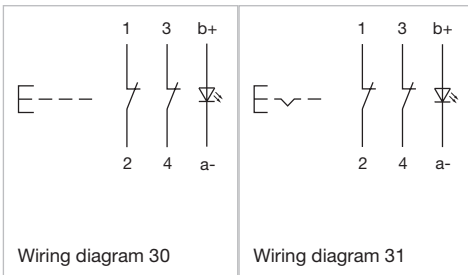 1 3 b+
2 4 a-
Wiring diagram 30
1 3 b+
2 4 a-
Wiring diagram 31